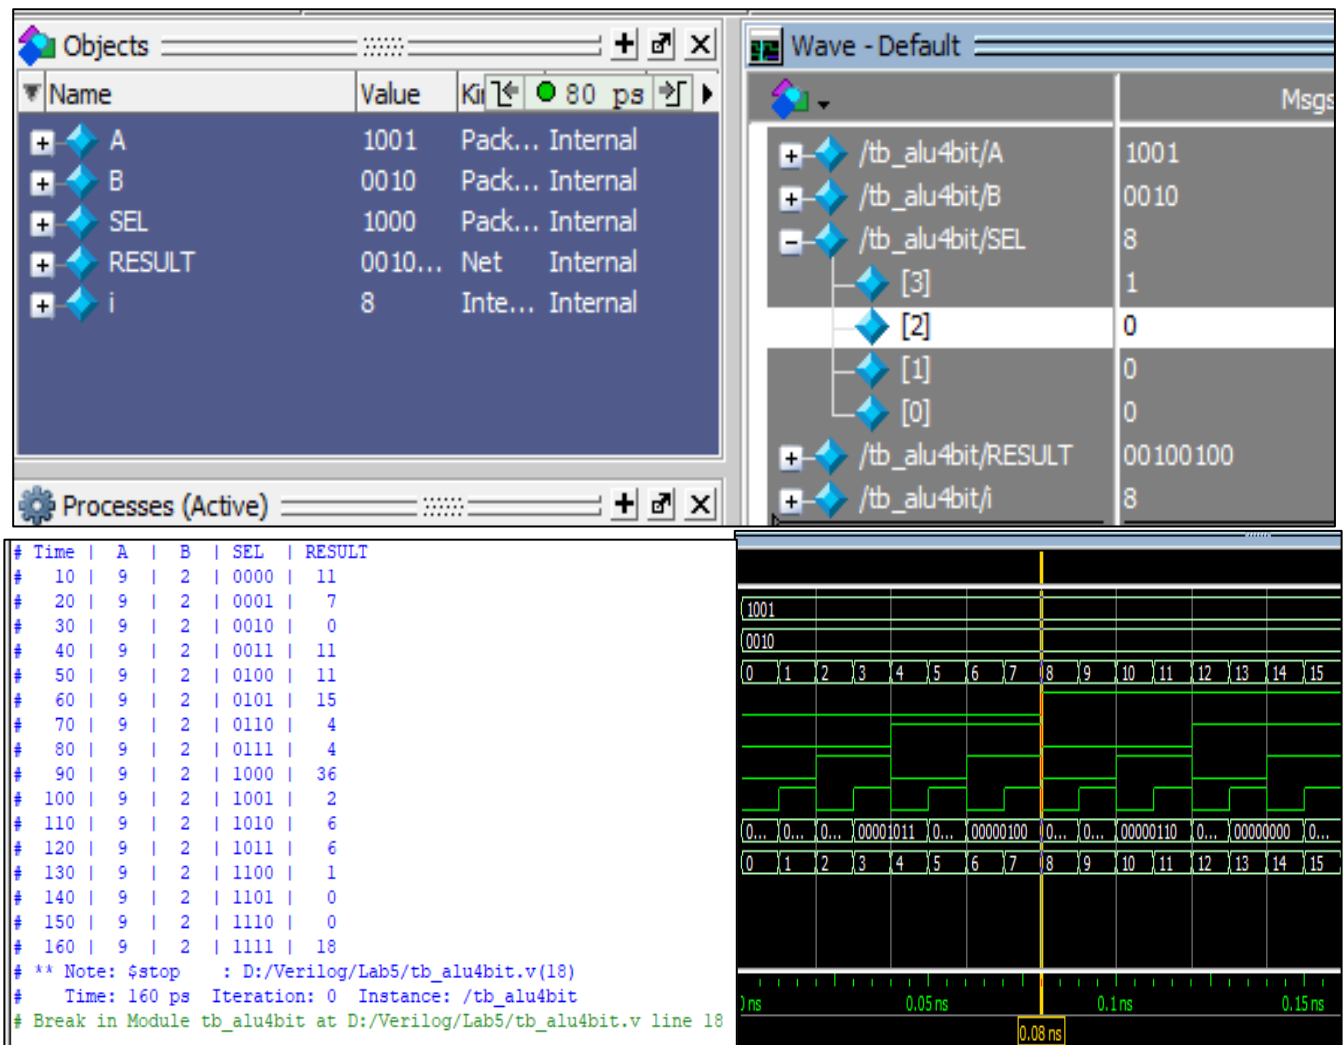 Objects
Name Value Kir 80 ps
A 1001 Pack... Internal
B 0010 Pack... Internal
SEL 1000 Pack... Internal
RESULT 0010... Net Internal
i 8 Inte... Internal
Processes (Active)
Wave - Default
Msgs
/tb_alu4bit/A 1001
/tb_alu4bit/B 0010
/tb_alu4bit/SEL 8
[3] 1
[2] 0
[1] 0
[0] 0
/tb_alu4bit/RESULT 00100100
/tb_alu4bit/i 8
# Time | A | B | SEL | RESULT
# 10 | 9 | 2 | 0000 | 11
# 20 | 9 | 2 | 0001 | 7
# 30 | 9 | 2 | 0010 | 0
# 40 | 9 | 2 | 0011 | 11
# 50 | 9 | 2 | 0100 | 11
# 60 | 9 | 2 | 0101 | 15
# 70 | 9 | 2 | 0110 | 4
# 80 | 9 | 2 | 0111 | 4
# 90 | 9 | 2 | 1000 | 36
# 100 | 9 | 2 | 1001 | 2
# 110 | 9 | 2 | 1010 | 6
# 120 | 9 | 2 | 1011 | 6
# 130 | 9 | 2 | 1100 | 1
# 140 | 9 | 2 | 1101 | 0
# 150 | 9 | 2 | 1110 | 0
# 160 | 9 | 2 | 1111 | 18
# ** Note: $stop : D:/Verilog/Lab5/tb_alu4bit.v(18)
# Time: 160 ps Iteration: 0 Instance: /tb_alu4bit
# Break in Module tb_alu4bit at D:/Verilog/Lab5/tb_alu4bit.v line 18
1001
0010
0 1 2 3 4 5 6 7 8 9 10 11 12 13 14 15
0... 0... 0... 00001011 0... 00000100 0... 0... 00000110 0... 00000000 0...
0 1 2 3 4 5 6 7 8 9 10 11 12 13 14 15
ns 0.05 ns 0.1 ns 0.15 ns
0.08 ns